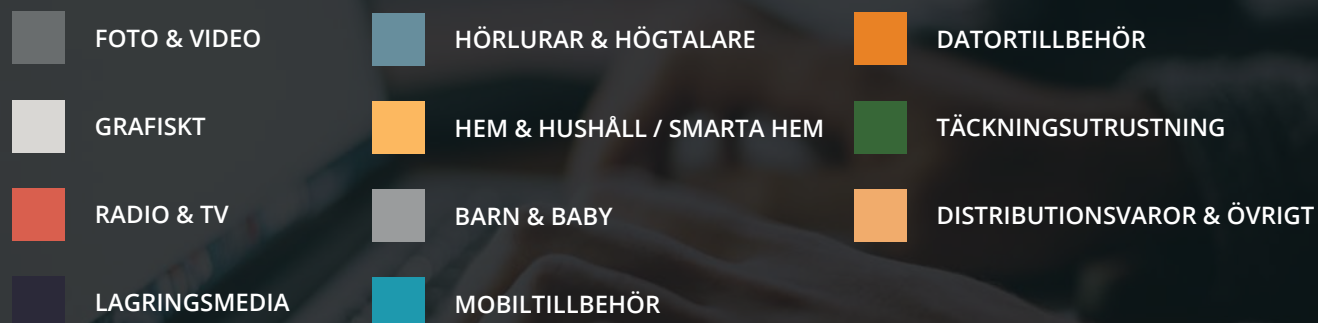 FOTO & VIDEO
GRAFISKT
RADIO & TV
LAGRINGSMEDIA
HÖRLURAR & HÖGTALARE
HEM & HUSHÅLL / SMARTA HEM
BARN & BABY
MOBILTILLBEHÖR
DATORTILLBEHÖR
TÄCKNINGSUTRUSTNING
DISTRIBUTIONSVAROR & ÖVRIGT